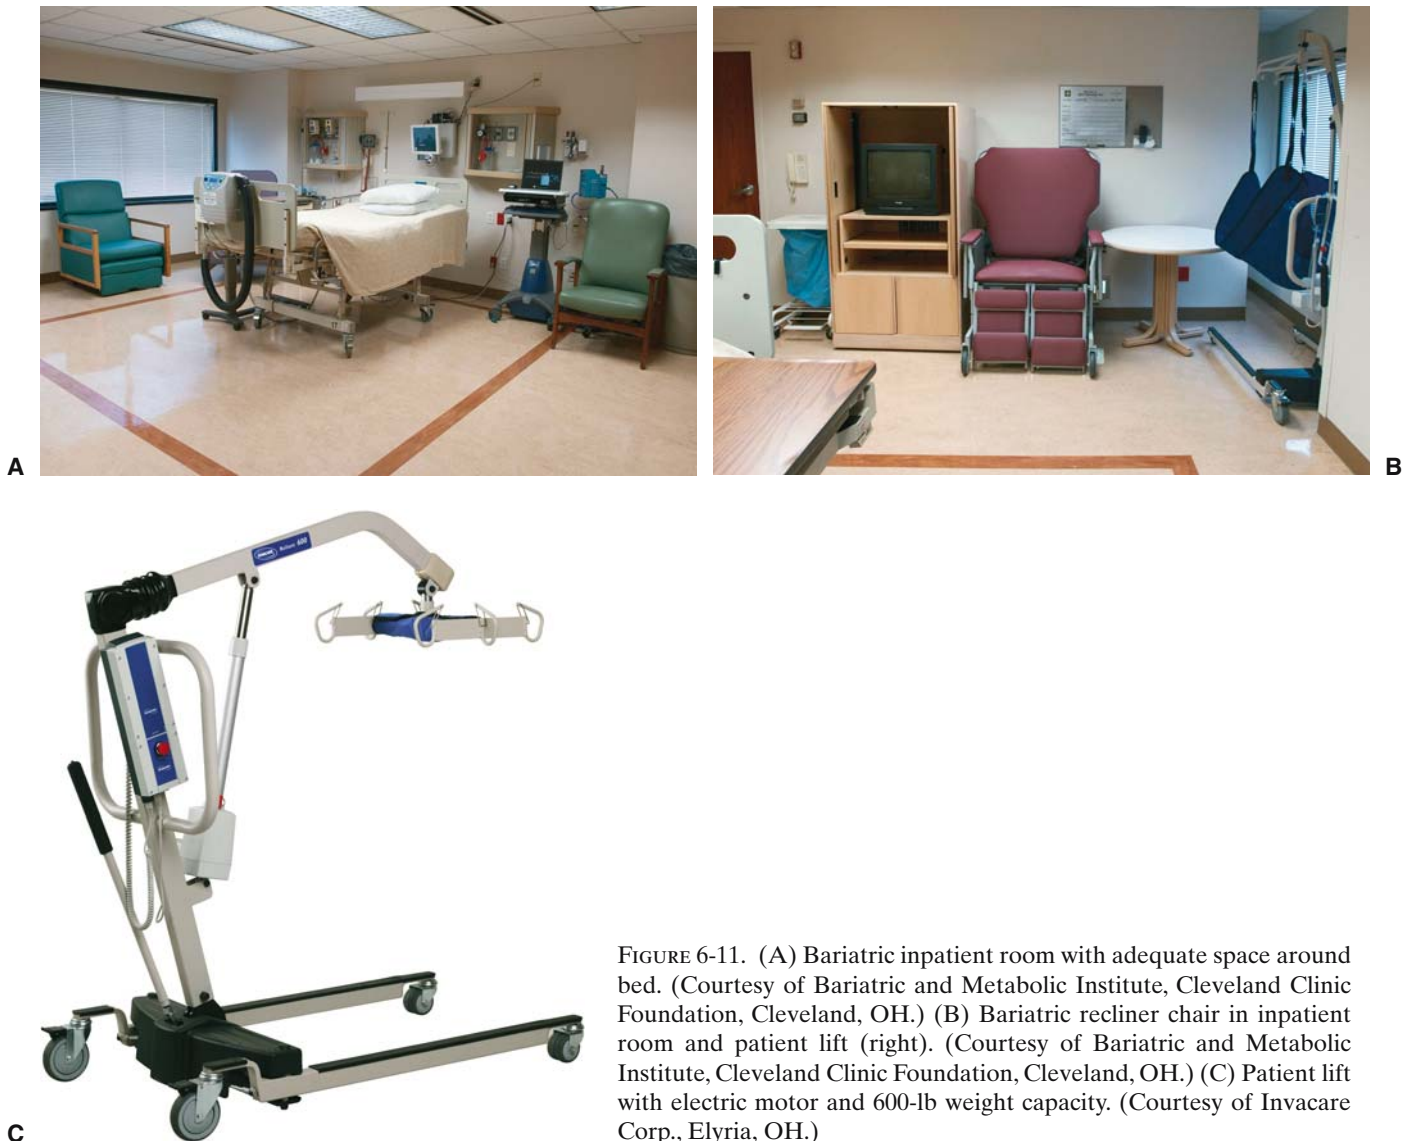 A
B
Reliant 600
C
FIGURE 6-11. (A) Bariatric inpatient room with adequate space around
bed. (Courtesy of Bariatric and Metabolic Institute, Cleveland Clinic
Foundation, Cleveland, OH.) (B) Bariatric recliner chair in inpatient
room and patient lift (right). (Courtesy of Bariatric and Metabolic
Institute, Cleveland Clinic Foundation, Cleveland, OH.) (C) Patient lift
with electric motor and 600-lb weight capacity. (Courtesy of Invacare
Corp., Elyria, OH.)